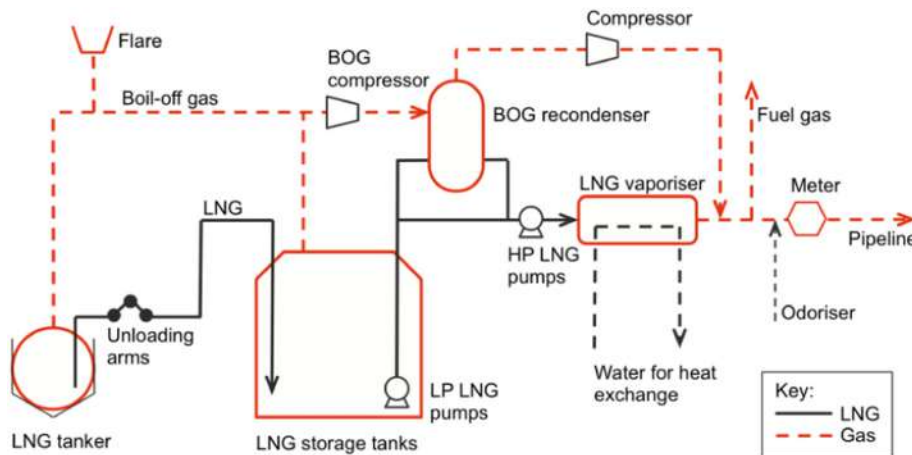 Flare
Boil-off gas
BOG
compressor
Compressor
BOG recondenser
Fuel gas
LNG
LNG vaporiser
Meter
HP LNG
pumps
Pipeline
Unloading
arms
Odoriser
Water for heat
exchange
LP LNG
pumps
LNG tanker
LNG storage tanks
Key:
LNG
Gas